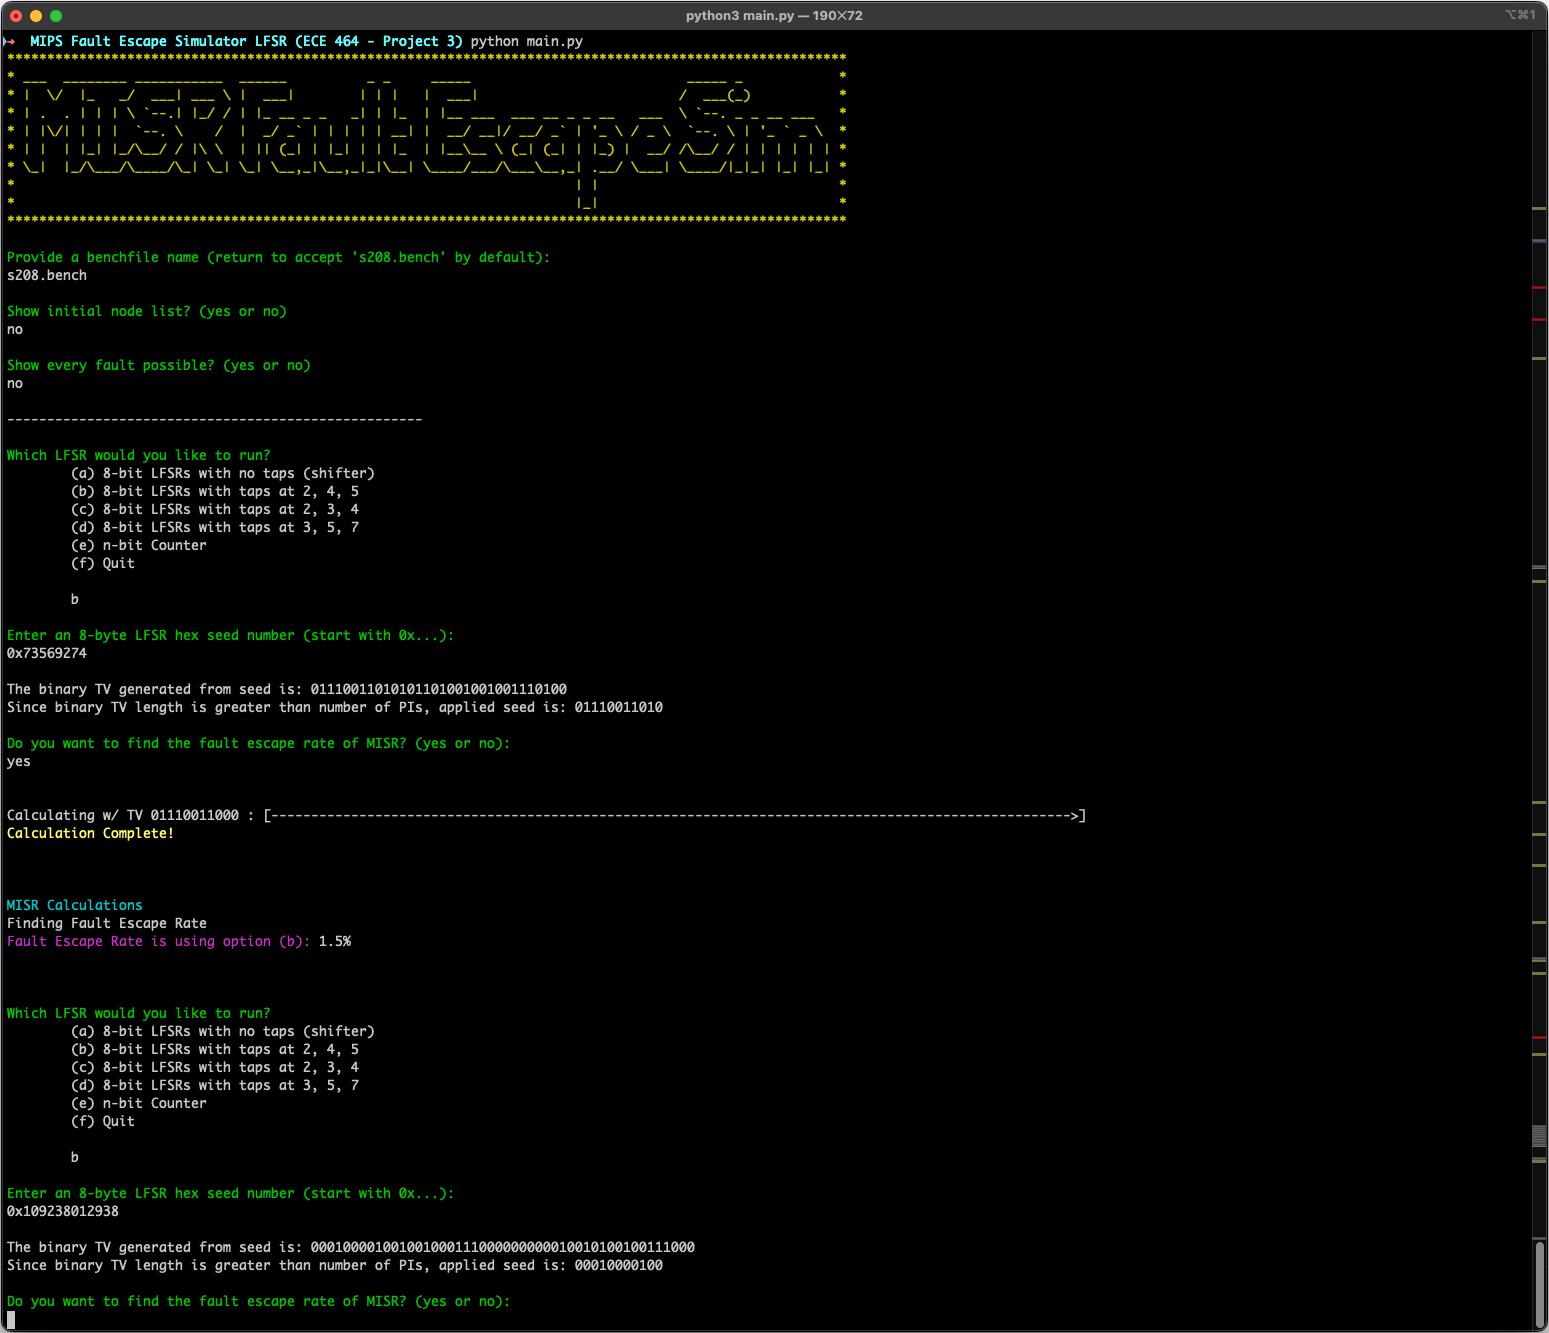 python3 main.py — 190×72
⌥⌘1
MIPS Fault Escape Simulator LFSR (ECE 464 - Project 3) python main.py
MISR Fault Escape Sim
Provide a benchfile name (return to accept 's208.bench' by default):
s208.bench
Show initial node list? (yes or no)
no
Show every fault possible? (yes or no)
no
----------------------------------------------------
Which LFSR would you like to run?
(a) 8-bit LFSRs with no taps (shifter)
(b) 8-bit LFSRs with taps at 2, 4, 5
(c) 8-bit LFSRs with taps at 2, 3, 4
(d) 8-bit LFSRs with taps at 3, 5, 7
(e) n-bit Counter
(f) Quit
b
Enter an 8-byte LFSR hex seed number (start with 0x...):
0x73569274
The binary TV generated from seed is: 01110011010101101001001001110100
Since binary TV length is greater than number of PIs, applied seed is: 01110011010
Do you want to find the fault escape rate of MISR? (yes or no):
yes
Calculating w/ TV 01110011000 : [---------------------------------------------------------------------------------------------------->]
Calculation Complete!
MISR Calculations
Finding Fault Escape Rate
Fault Escape Rate is using option (b): 1.5%
Which LFSR would you like to run?
(a) 8-bit LFSRs with no taps (shifter)
(b) 8-bit LFSRs with taps at 2, 4, 5
(c) 8-bit LFSRs with taps at 2, 3, 4
(d) 8-bit LFSRs with taps at 3, 5, 7
(e) n-bit Counter
(f) Quit
b
Enter an 8-byte LFSR hex seed number (start with 0x...):
0x109238012938
The binary TV generated from seed is: 000100001001001000111000000000010010100100111000
Since binary TV length is greater than number of PIs, applied seed is: 00010000100
Do you want to find the fault escape rate of MISR? (yes or no):